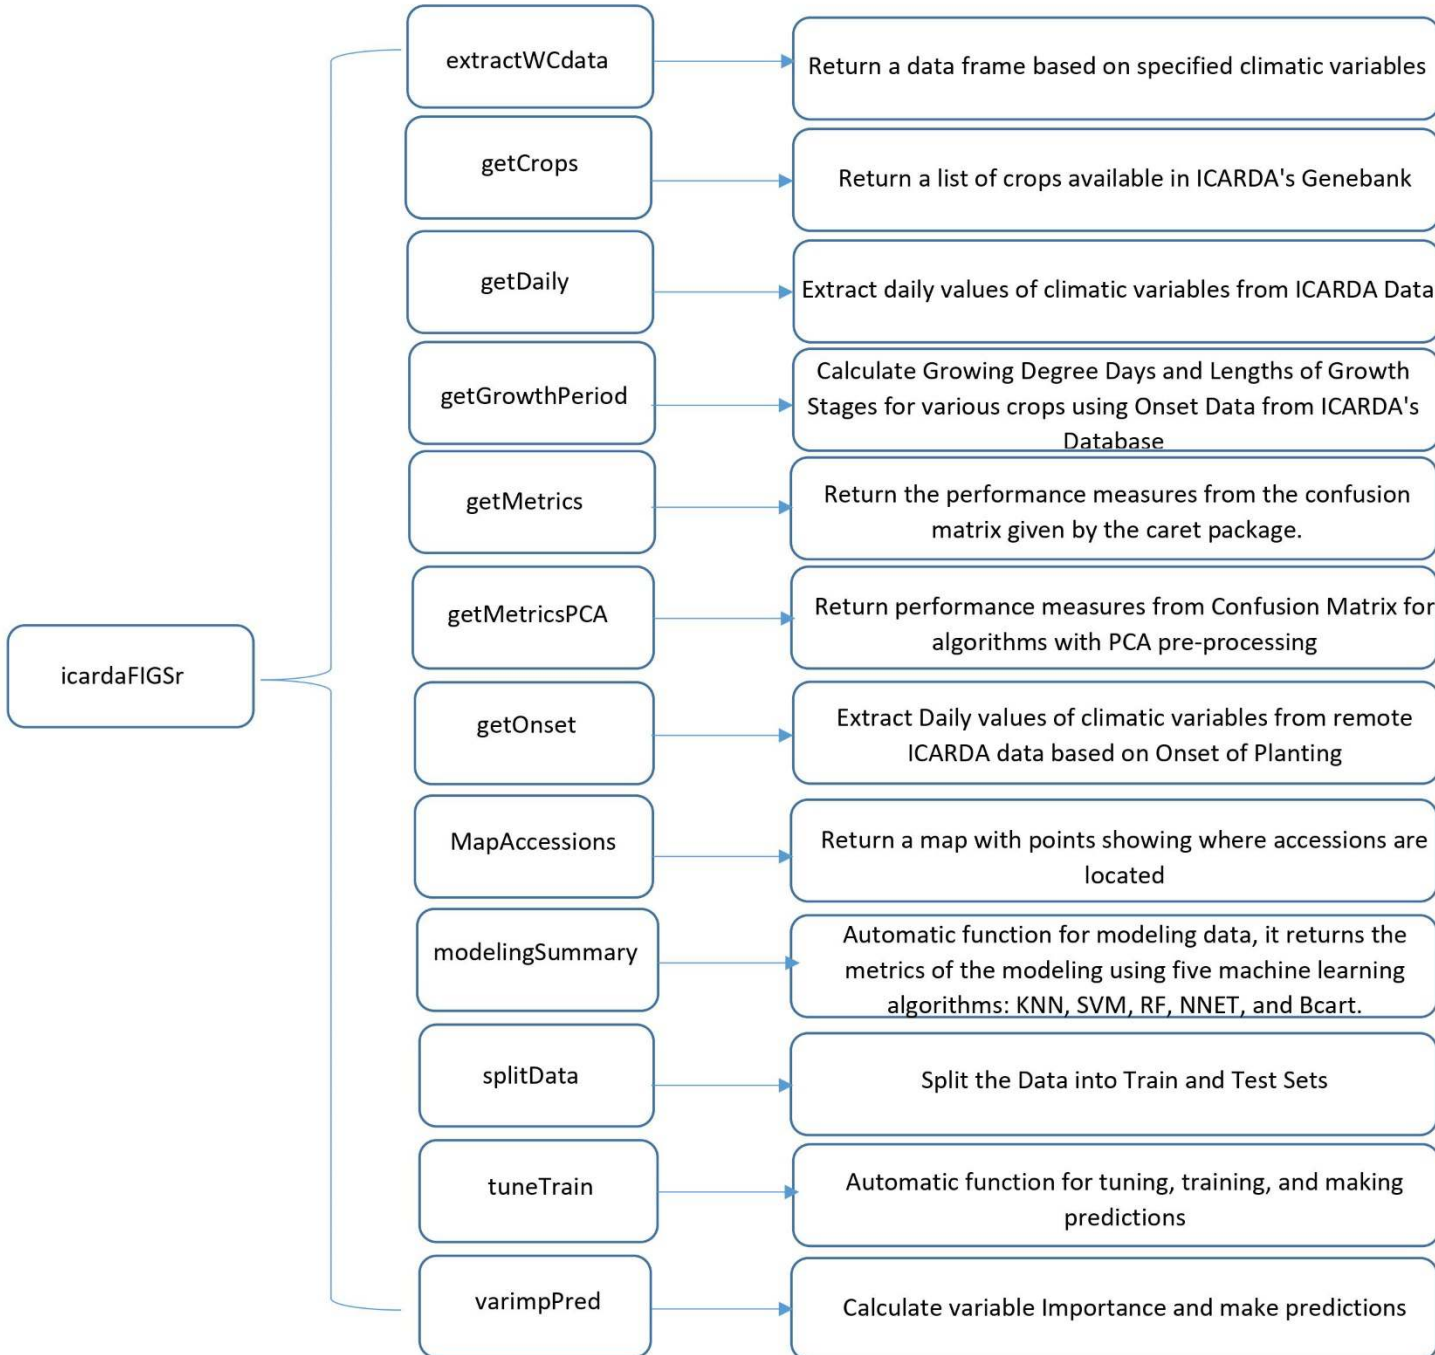 icardaFIGSr
extractWCdata
Return a data frame based on specified climatic variables
getCrops
Return a list of crops available in ICARDA's Genebank
getDaily
Extract daily values of climatic variables from ICARDA Data
getGrowthPeriod
Calculate Growing Degree Days and Lengths of Growth
Stages for various crops using Onset Data from ICARDA's
Database
getMetrics
Return the performance measures from the confusion
matrix given by the caret package.
getMetricsPCA
Return performance measures from Confusion Matrix for
algorithms with PCA pre-processing
getOnset
Extract Daily values of climatic variables from remote
ICARDA data based on Onset of Planting
MapAccessions
Return a map with points showing where accessions are
located
modelingSummary
Automatic function for modeling data, it returns the
metrics of the modeling using five machine learning
algorithms: KNN, SVM, RF, NNET, and Bcart.
splitData
Split the Data into Train and Test Sets
tuneTrain
Automatic function for tuning, training, and making
predictions
varimpPred
Calculate variable Importance and make predictions